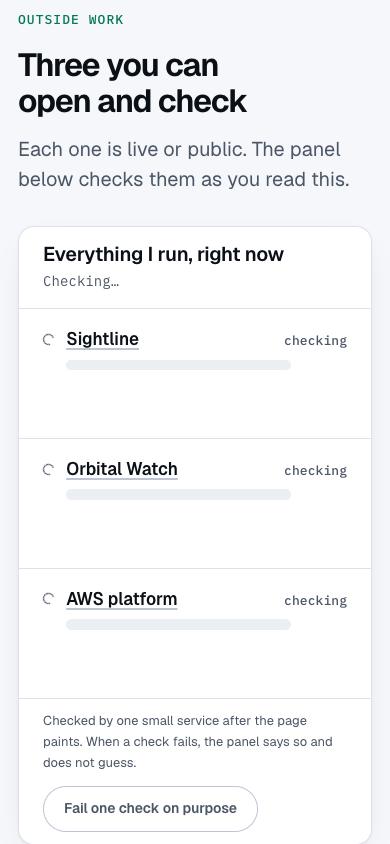 OUTSIDE WORK
Three you can
open and check
Each one is live or public. The panel
below checks them as you read this.
Everything I run, right now
Checking…
Sightline
checking
Orbital Watch
checking
AWS platform
checking
Checked by one small service after the page
paints. When a check fails, the panel says so and
does not guess.
Fail one check on purpose